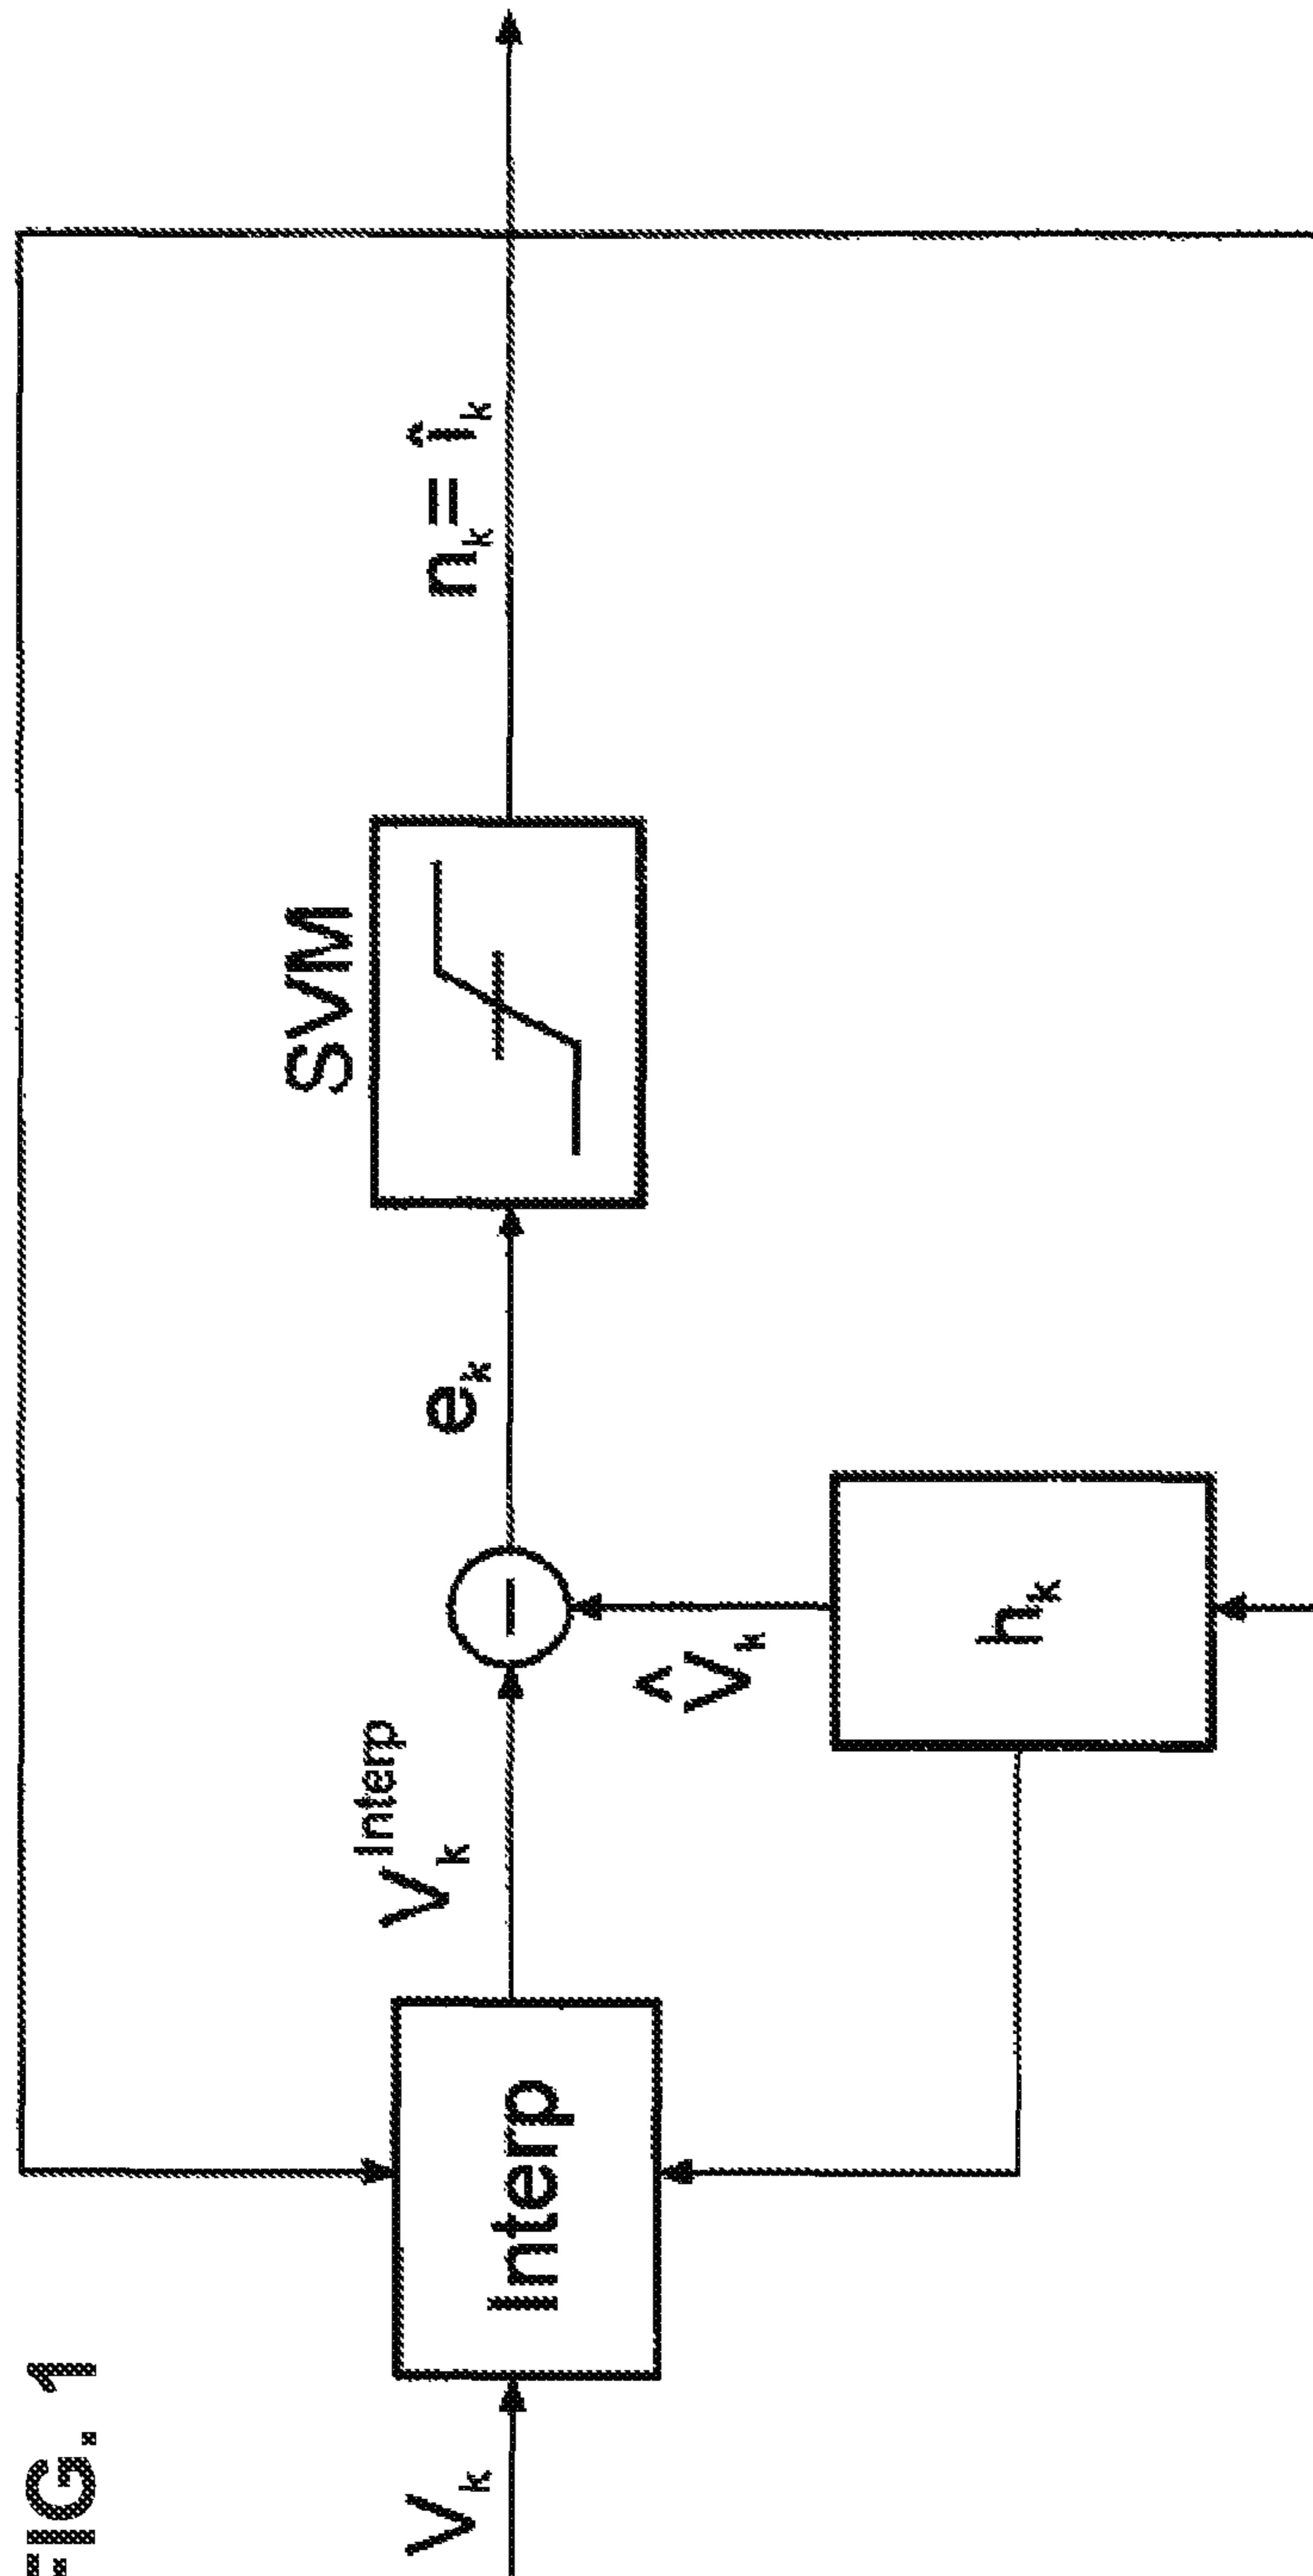 FIG. 1
V_k
Interp
V_k^Interp
V̂_k
h_k
e_k
SVM
n_k = î_k